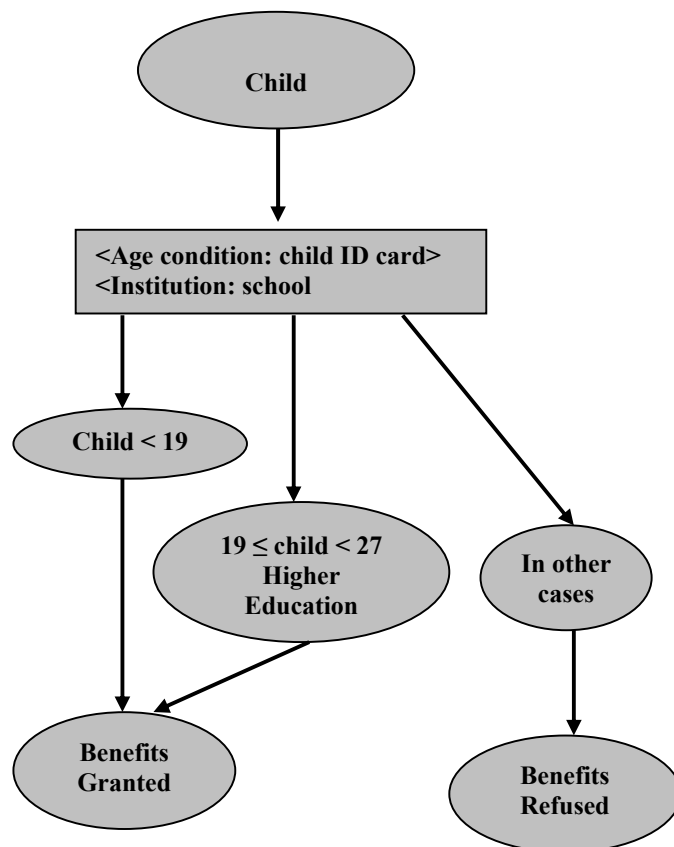 Child
<Age condition: child ID card>
<Institution: school
Child < 19
19 ≤ child < 27
Higher
Education
In other
cases
Benefits
Granted
Benefits
Refused